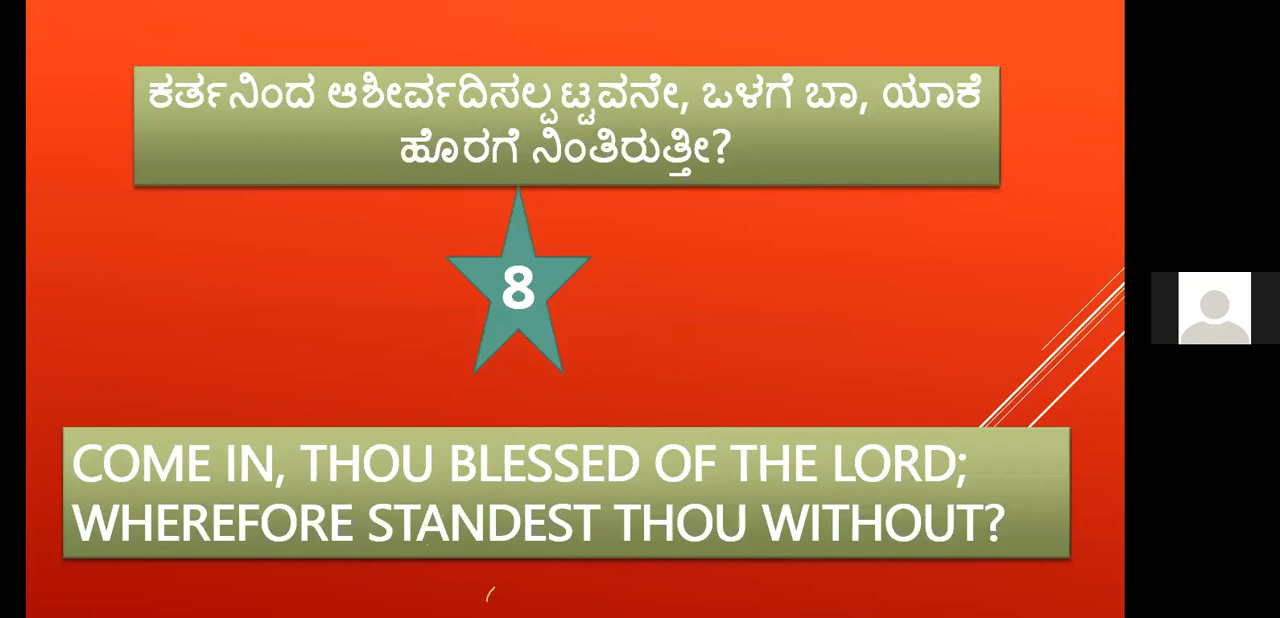 ಕರ್ತನಿಂದ ಆಶೀರ್ವದಿಸಲ್ಪಟ್ಟವನೇ, ಒಳಗೆ ಬಾ, ಯಾಕೆ
ಹೊರಗೆ ನಿಂತಿರುತ್ತೀ?
8
COME IN, THOU BLESSED OF THE LORD;
WHEREFORE STANDEST THOU WITHOUT?